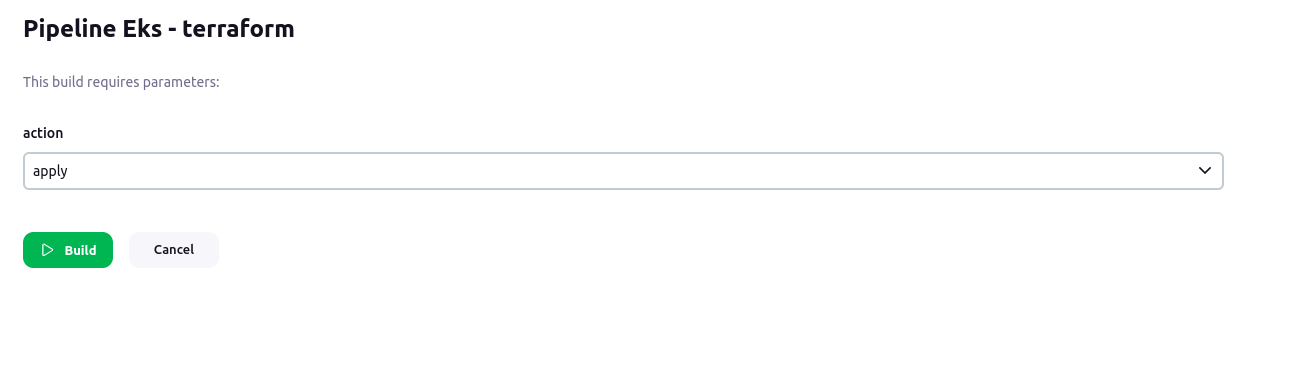 Pipeline Eks - terraform
This build requires parameters:
action
apply
Build
Cancel